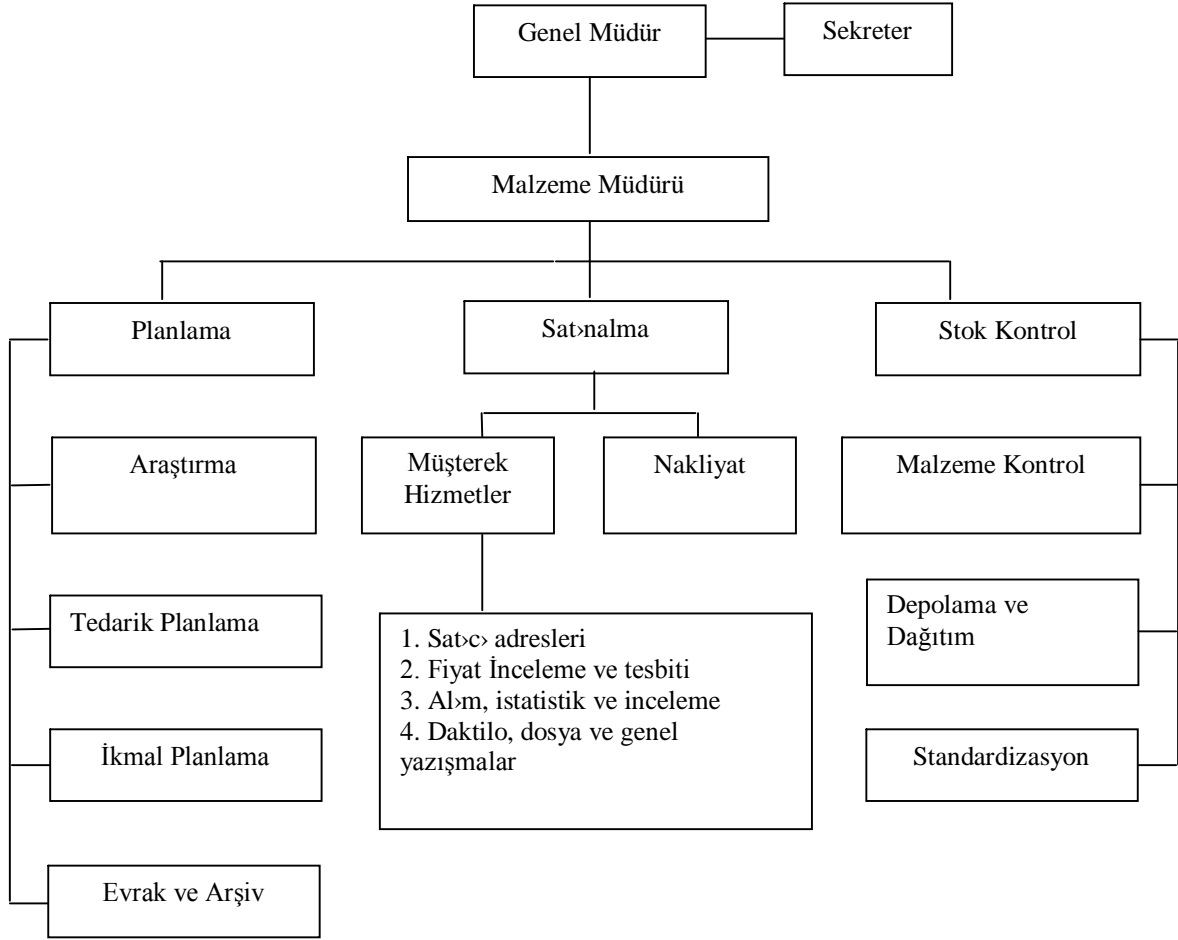 Genel Müdür
Sekreter
Malzeme Müdürü
Planlama
Sat›nalma
Stok Kontrol
Araştırma
Müşterek
Hizmetler
Nakliyat
Malzeme Kontrol
Tedarik Planlama
1. Sat›c› adresleri
2. Fiyat İnceleme ve tesbiti
3. Al›m, istatistik ve inceleme
4. Daktilo, dosya ve genel
yazışmalar
Depolama ve
Dağıtım
İkmal Planlama
Standardizasyon
Evrak ve Arşiv